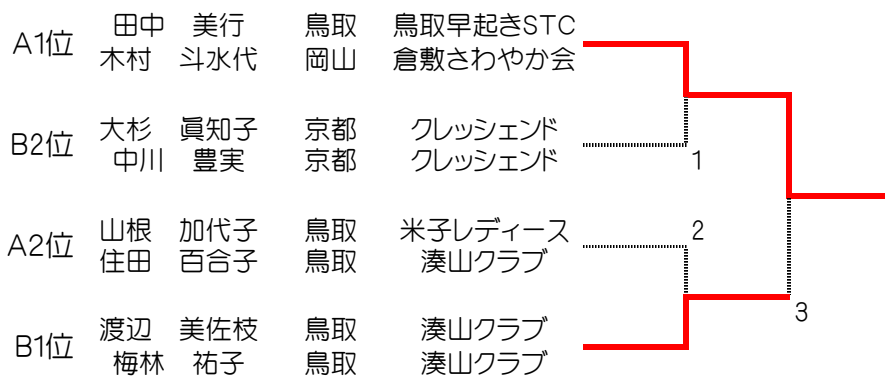 田中 美行 鳥取 鳥取早起きSTC
A1位
木村 斗水代 岡山 倉敷さわやか会
大杉 眞知子 京都 クレッシェンド
B2位
中川 豊実 京都 クレッシェンド
1
山根 加代子 鳥取 米子レディース
2
A2位
住田 百合子 鳥取 湊山クラブ
3
渡辺 美佐枝 鳥取 湊山クラブ
B1位
梅林 祐子 鳥取 湊山クラブ